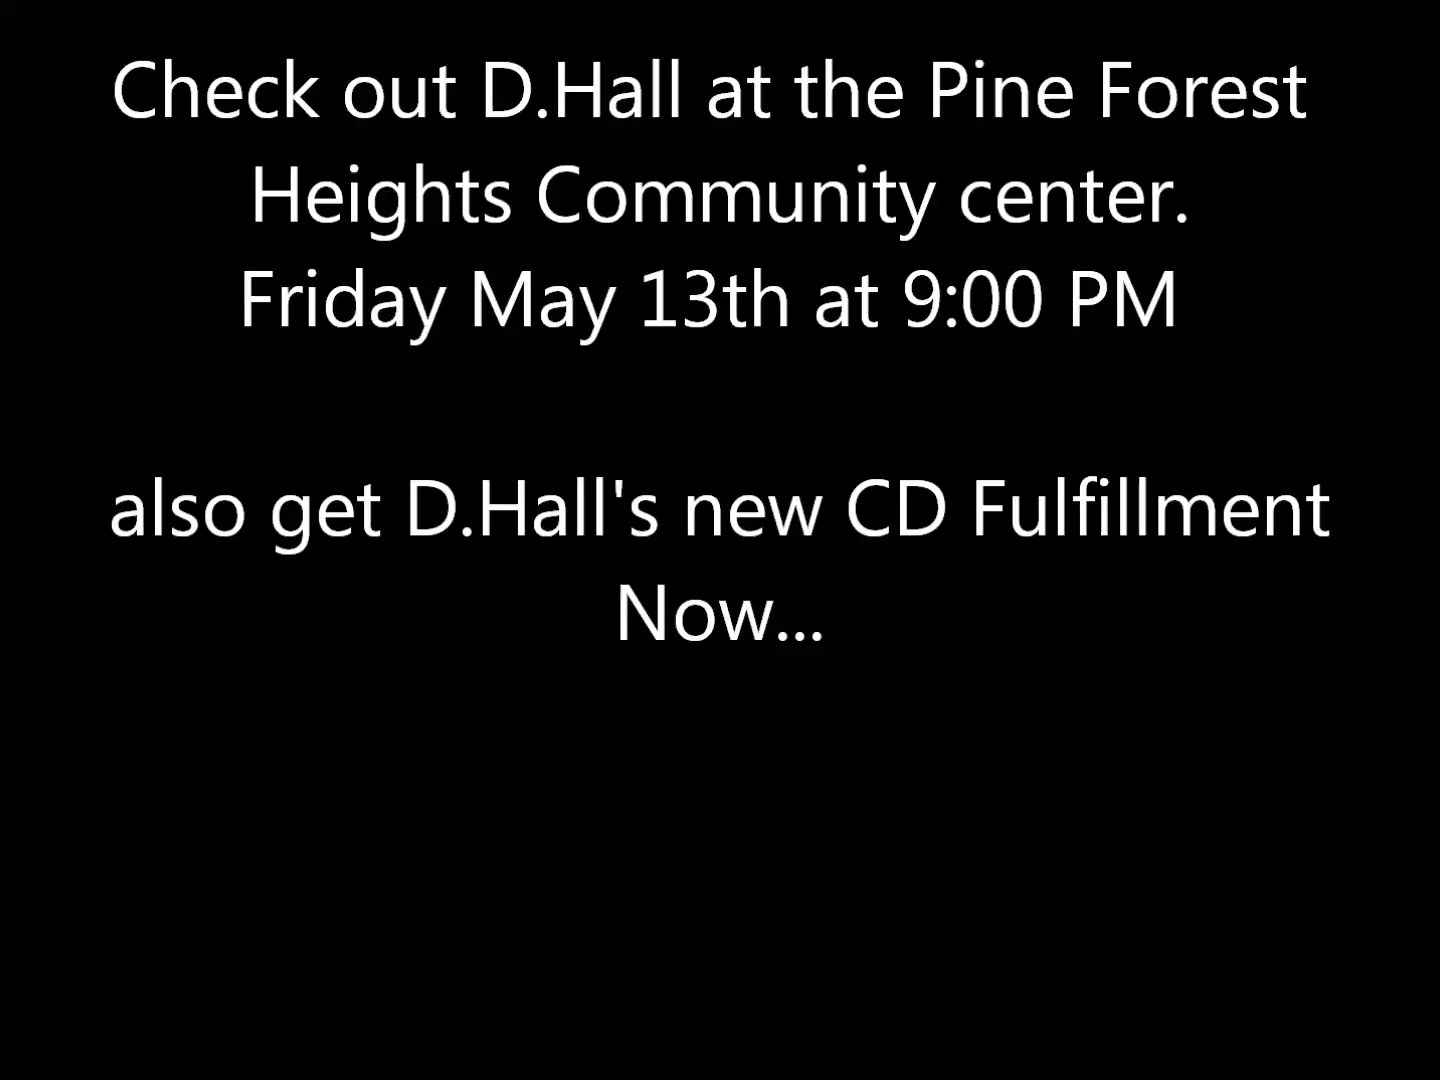 Check out D.Hall at the Pine Forest
Heights Community center.
Friday May 13th at 9:00 PM
also get D.Hall's new CD Fulfillment
Now...